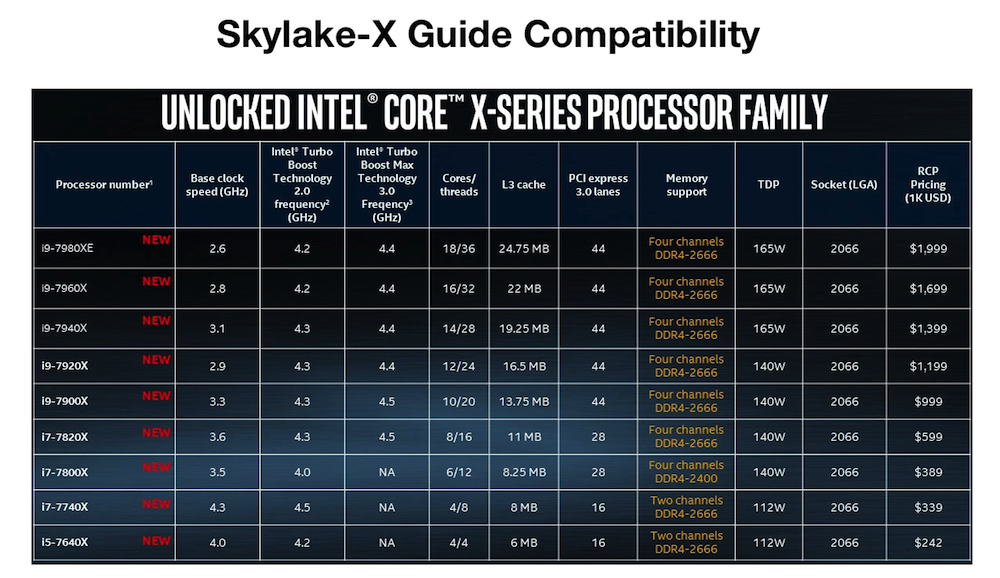 Skylake-X Guide Compatibility
UNLOCKED INTEL® CORE™ X-SERIES PROCESSOR FAMILY
Processor number¹ Base clock speed (GHz) Intel® Turbo Boost Technology 2.0 frequency² (GHz) Intel® Turbo Boost Max Technology 3.0 Freqency³ (GHz) Cores/threads L3 cache PCI express 3.0 lanes Memory support TDP Socket (LGA) RCP Pricing (1K USD)
i9-7980XE NEW 2.6 4.2 4.4 18/36 24.75 MB 44 Four channels DDR4-2666 165W 2066 $1,999
i9-7960X NEW 2.8 4.2 4.4 16/32 22 MB 44 Four channels DDR4-2666 165W 2066 $1,699
i9-7940X NEW 3.1 4.3 4.4 14/28 19.25 MB 44 Four channels DDR4-2666 165W 2066 $1,399
i9-7920X NEW 2.9 4.3 4.4 12/24 16.5 MB 44 Four channels DDR4-2666 140W 2066 $1,199
i9-7900X NEW 3.3 4.3 4.5 10/20 13.75 MB 44 Four channels DDR4-2666 140W 2066 $999
i7-7820X NEW 3.6 4.3 4.5 8/16 11 MB 28 Four channels DDR4-2666 140W 2066 $599
i7-7800X NEW 3.5 4.0 NA 6/12 8.25 MB 28 Four channels DDR4-2400 140W 2066 $389
i7-7740X NEW 4.3 4.5 NA 4/8 8 MB 16 Two channels DDR4-2666 112W 2066 $339
i5-7640X NEW 4.0 4.2 NA 4/4 6 MB 16 Two channels DDR4-2666 112W 2066 $242